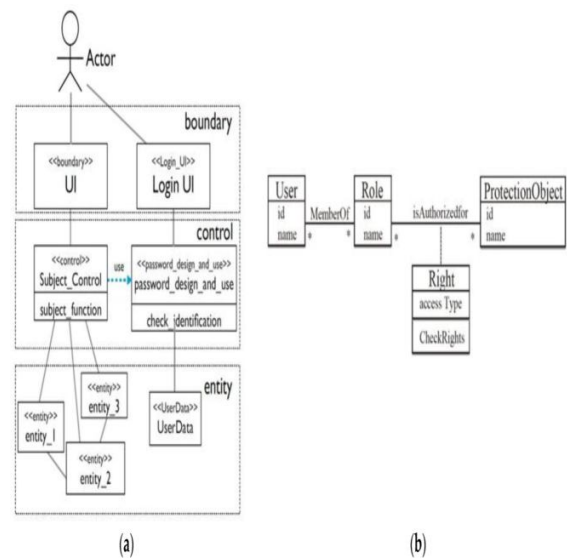 Actor
boundary
<<boundary>>
UI
<<Login_UI>>
Login UI
control
<<control>>
Subject_Control
subject_function
use
<<password_design_and_use>>
password_design_and_use
check_identification
entity
<<entity>>
entity_1
<<entity>>
entity_3
<<entity>>
entity_2
<<UserData>>
UserData
(a)
User
id
name
MemberOf
*
*
Role
id
name
isAuthorizedfor
*
*
ProtectionObject
id
name
Right
access Type
CheckRights
(b)